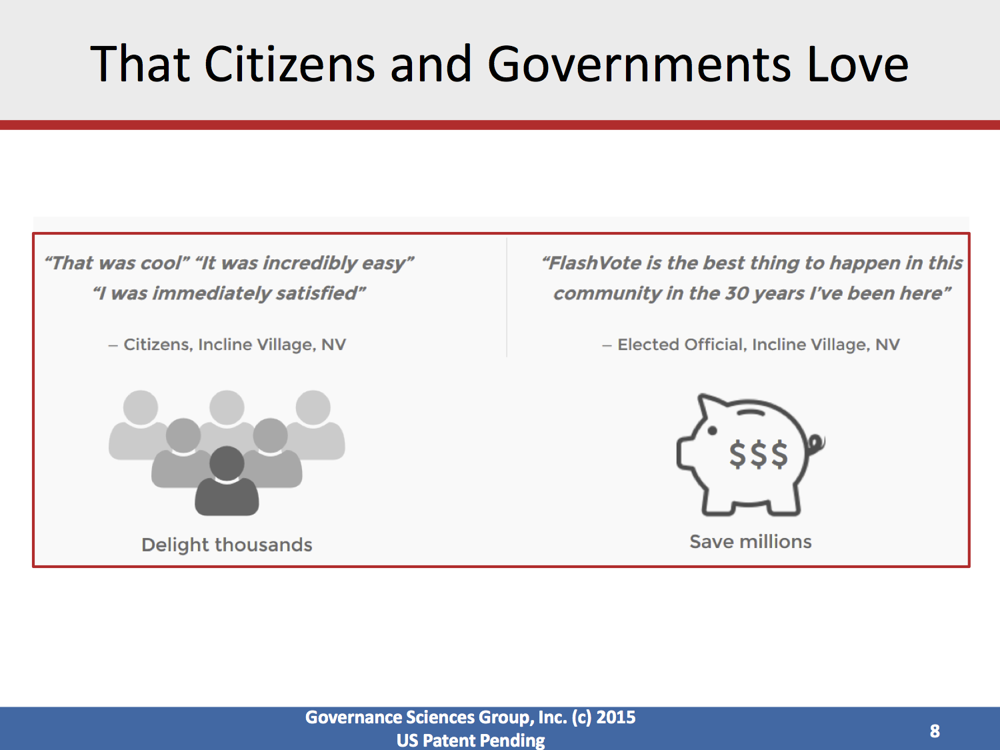 That Citizens and Governments Love
“That was cool” “It was incredibly easy”
“I was immediately satisfied”
– Citizens, Incline Village, NV
Delight thousands
“FlashVote is the best thing to happen in this
community in the 30 years I’ve been here”
– Elected Official, Incline Village, NV
$$$
Save millions
Governance Sciences Group, Inc. (c) 2015
US Patent Pending
8